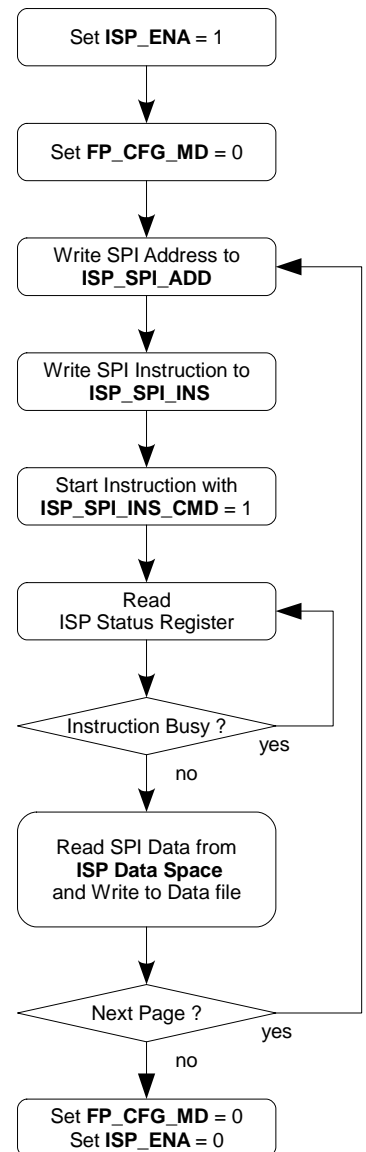 Set ISP_ENA = 1
Set FP_CFG_MD = 0
Write SPI Address to
ISP_SPI_ADD
Write SPI Instruction to
ISP_SPI_INS
Start Instruction with
ISP_SPI_INS_CMD = 1
Read
ISP Status Register
Instruction Busy ?
yes
no
Read SPI Data from
ISP Data Space
and Write to Data file
Next Page ?
yes
no
Set FP_CFG_MD = 0
Set ISP_ENA = 0